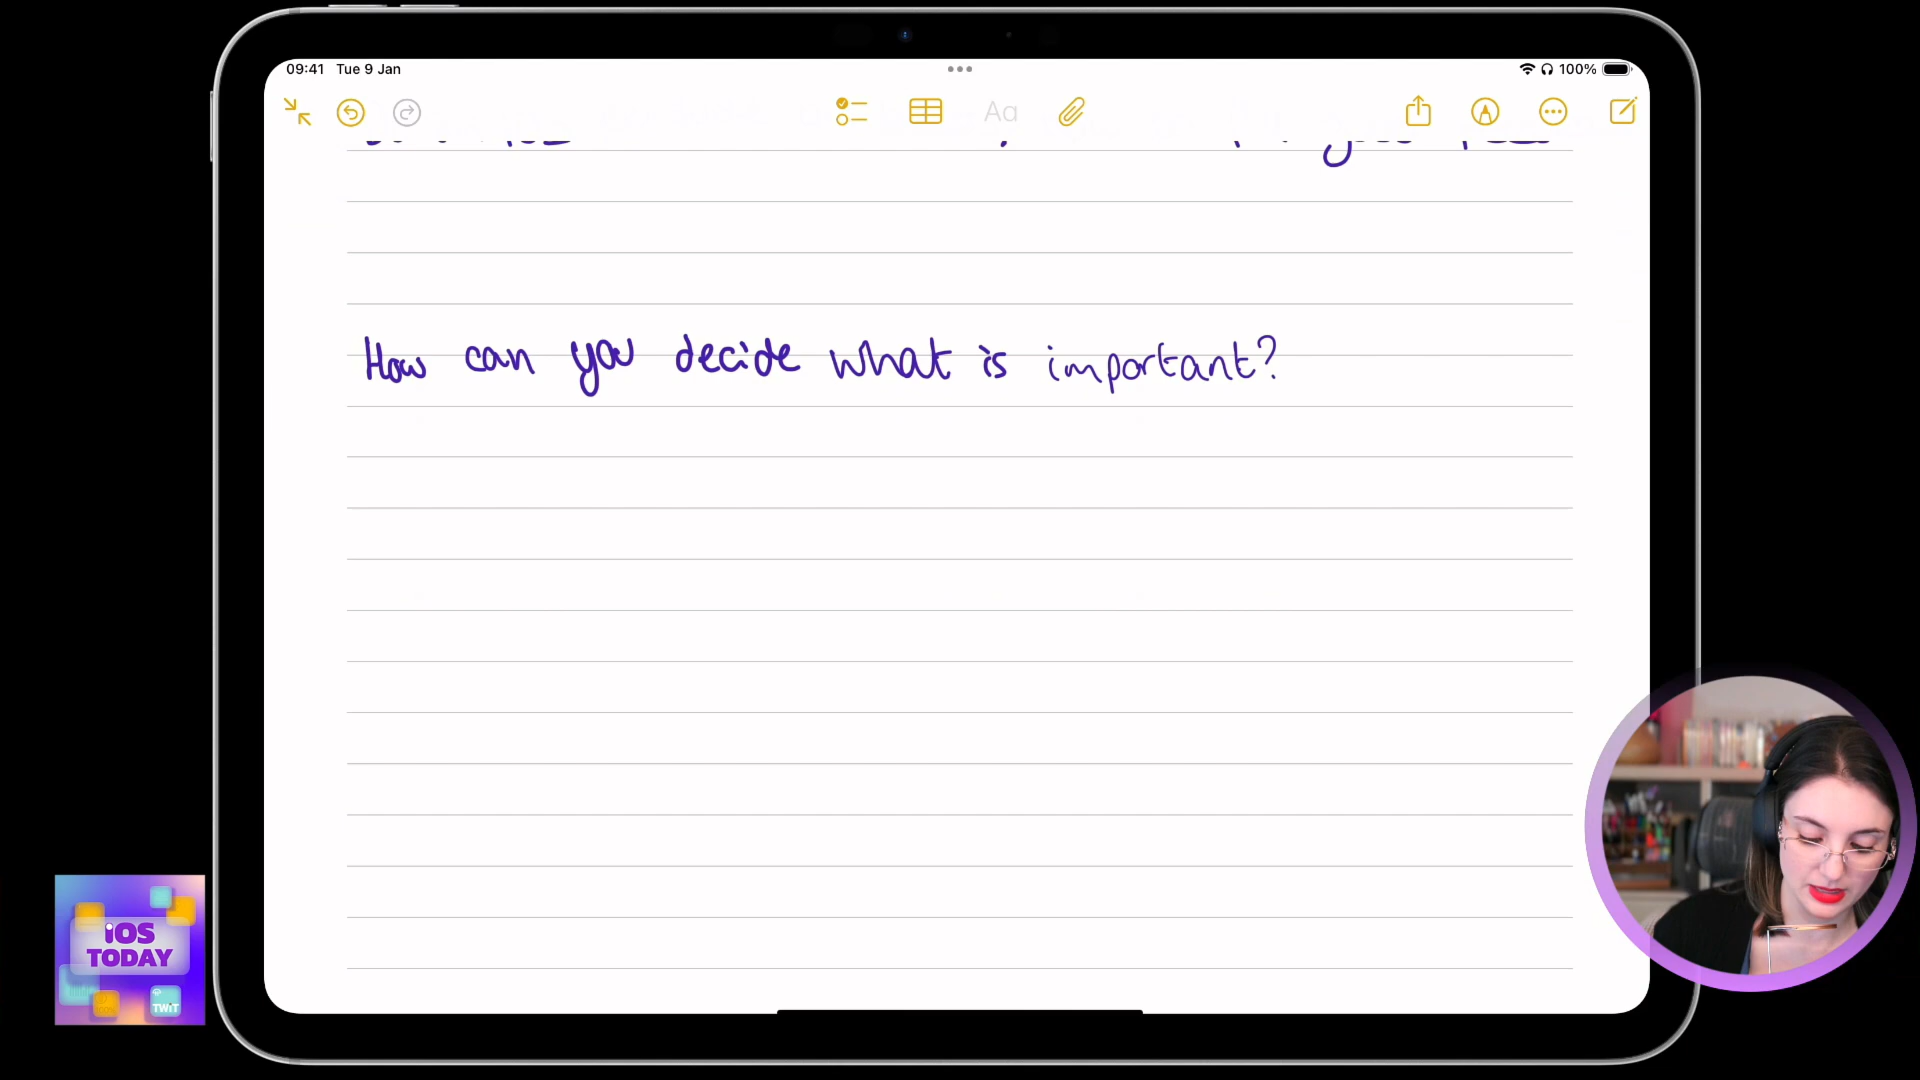 09:41 Tue 9 Jan
100%
Aa
How can you decide what is important?
iOS
TODAY
TWiT